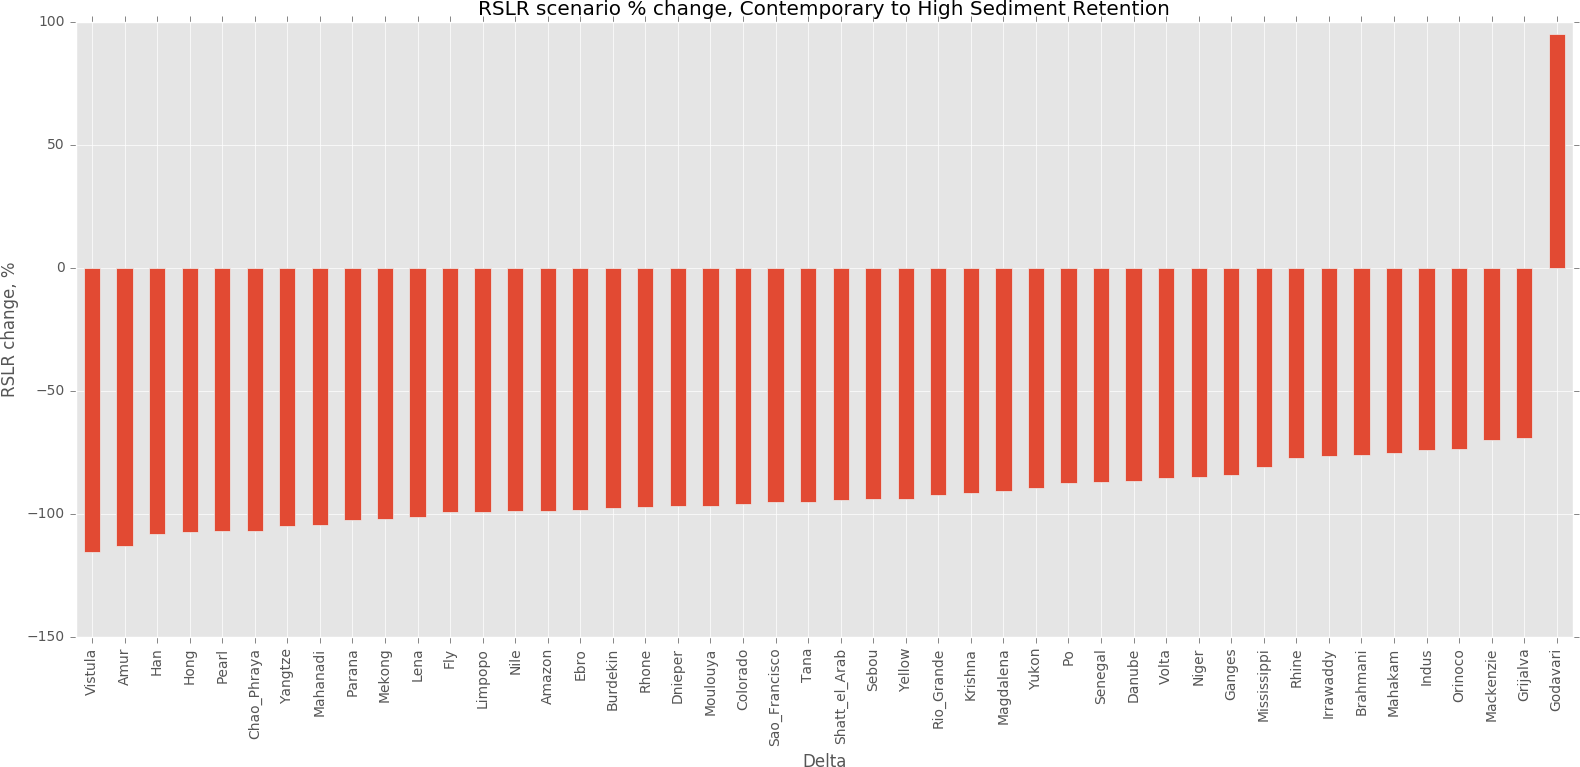 RSLR scenario % change, Contemporary to High Sediment Retention
RSLR change, %
100
50
0
−50
−100
−150
Vistula
Amur
Han
Hong
Pearl
Chao_Phraya
Yangtze
Mahanadi
Parana
Mekong
Lena
Fly
Limpopo
Nile
Amazon
Ebro
Burdekin
Rhone
Dnieper
Moulouya
Colorado
Sao_Francisco
Tana
Shatt_el_Arab
Sebou
Yellow
Rio_Grande
Krishna
Magdalena
Yukon
Po
Senegal
Danube
Volta
Niger
Ganges
Mississippi
Rhine
Irrawaddy
Brahmani
Mahakam
Indus
Orinoco
Mackenzie
Grijalva
Godavari
Delta